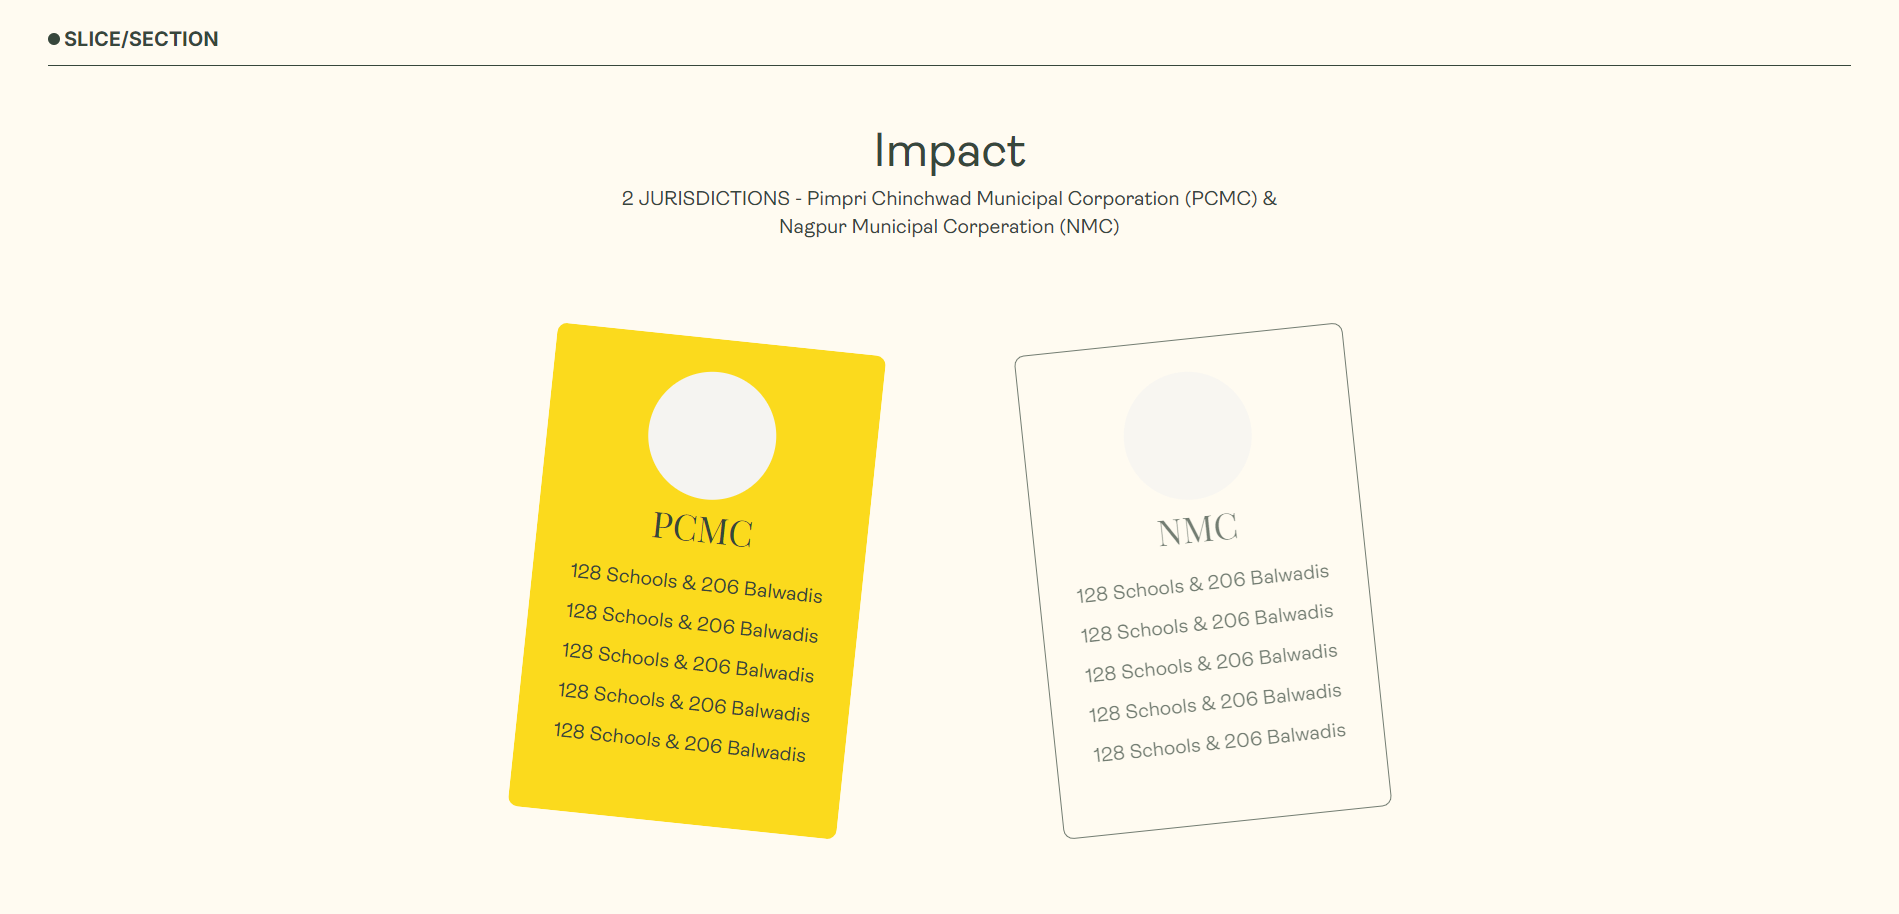 SLICE/SECTION
Impact
2 JURISDICTIONS - Pimpri Chinchwad Municipal Corporation (PCMC) &
Nagpur Municipal Corperation (NMC)
PCMC
128 Schools & 206 Balwadis
128 Schools & 206 Balwadis
128 Schools & 206 Balwadis
128 Schools & 206 Balwadis
128 Schools & 206 Balwadis
NMC
128 Schools & 206 Balwadis
128 Schools & 206 Balwadis
128 Schools & 206 Balwadis
128 Schools & 206 Balwadis
128 Schools & 206 Balwadis